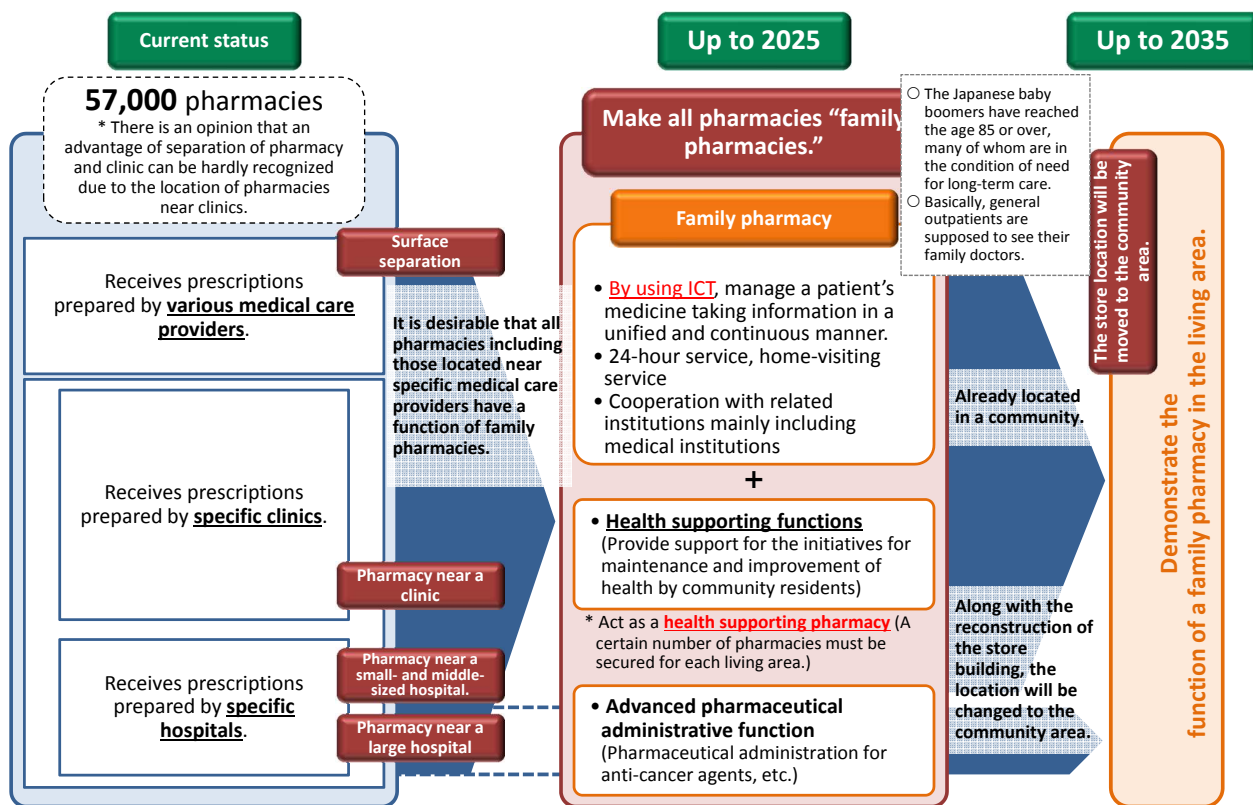 Current status
57,000 pharmacies
* There is an opinion that an
advantage of separation of pharmacy
and clinic can be hardly recognized
due to the location of pharmacies
near clinics.
Receives prescriptions
prepared by various medical care
providers.
Receives prescriptions
prepared by specific clinics.
Receives prescriptions
prepared by specific
hospitals.
Surface
separation
It is desirable that all
pharmacies including
those located near
specific medical care
providers have a
function of family
pharmacies.
Pharmacy near
a clinic
Pharmacy near a
small- and middle-
sized hospital.
Pharmacy near a
large hospital
Up to 2025
Make all pharmacies “family
pharmacies.”
Family pharmacy
• By using ICT, manage a patient’s
medicine taking information in a
unified and continuous manner.
• 24-hour service, home-visiting
service
• Cooperation with related
institutions mainly including
medical institutions
+
• Health supporting functions
(Provide support for the initiatives for
maintenance and improvement of
health by community residents)
* Act as a health supporting pharmacy (A
certain number of pharmacies must be
secured for each living area.)
• Advanced pharmaceutical
administrative function
(Pharmaceutical administration for
anti-cancer agents, etc.)
Up to 2035
○ The Japanese baby
boomers have reached
the age 85 or over,
many of whom are in
the condition of need
for long-term care.
○ Basically, general
outpatients are
supposed to see their
family doctors.
The store location will be
moved to the community
area.
Already located
in a community.
Along with the
reconstruction of
the store
building, the
location will be
changed to the
community area.
Demonstrate the
function of a family pharmacy in the living area.